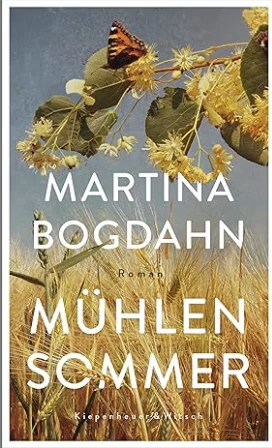 MARTINA
BOGDAHN
Roman
MÜHLEN
SOMMER
Kiepenheuer & Witsch